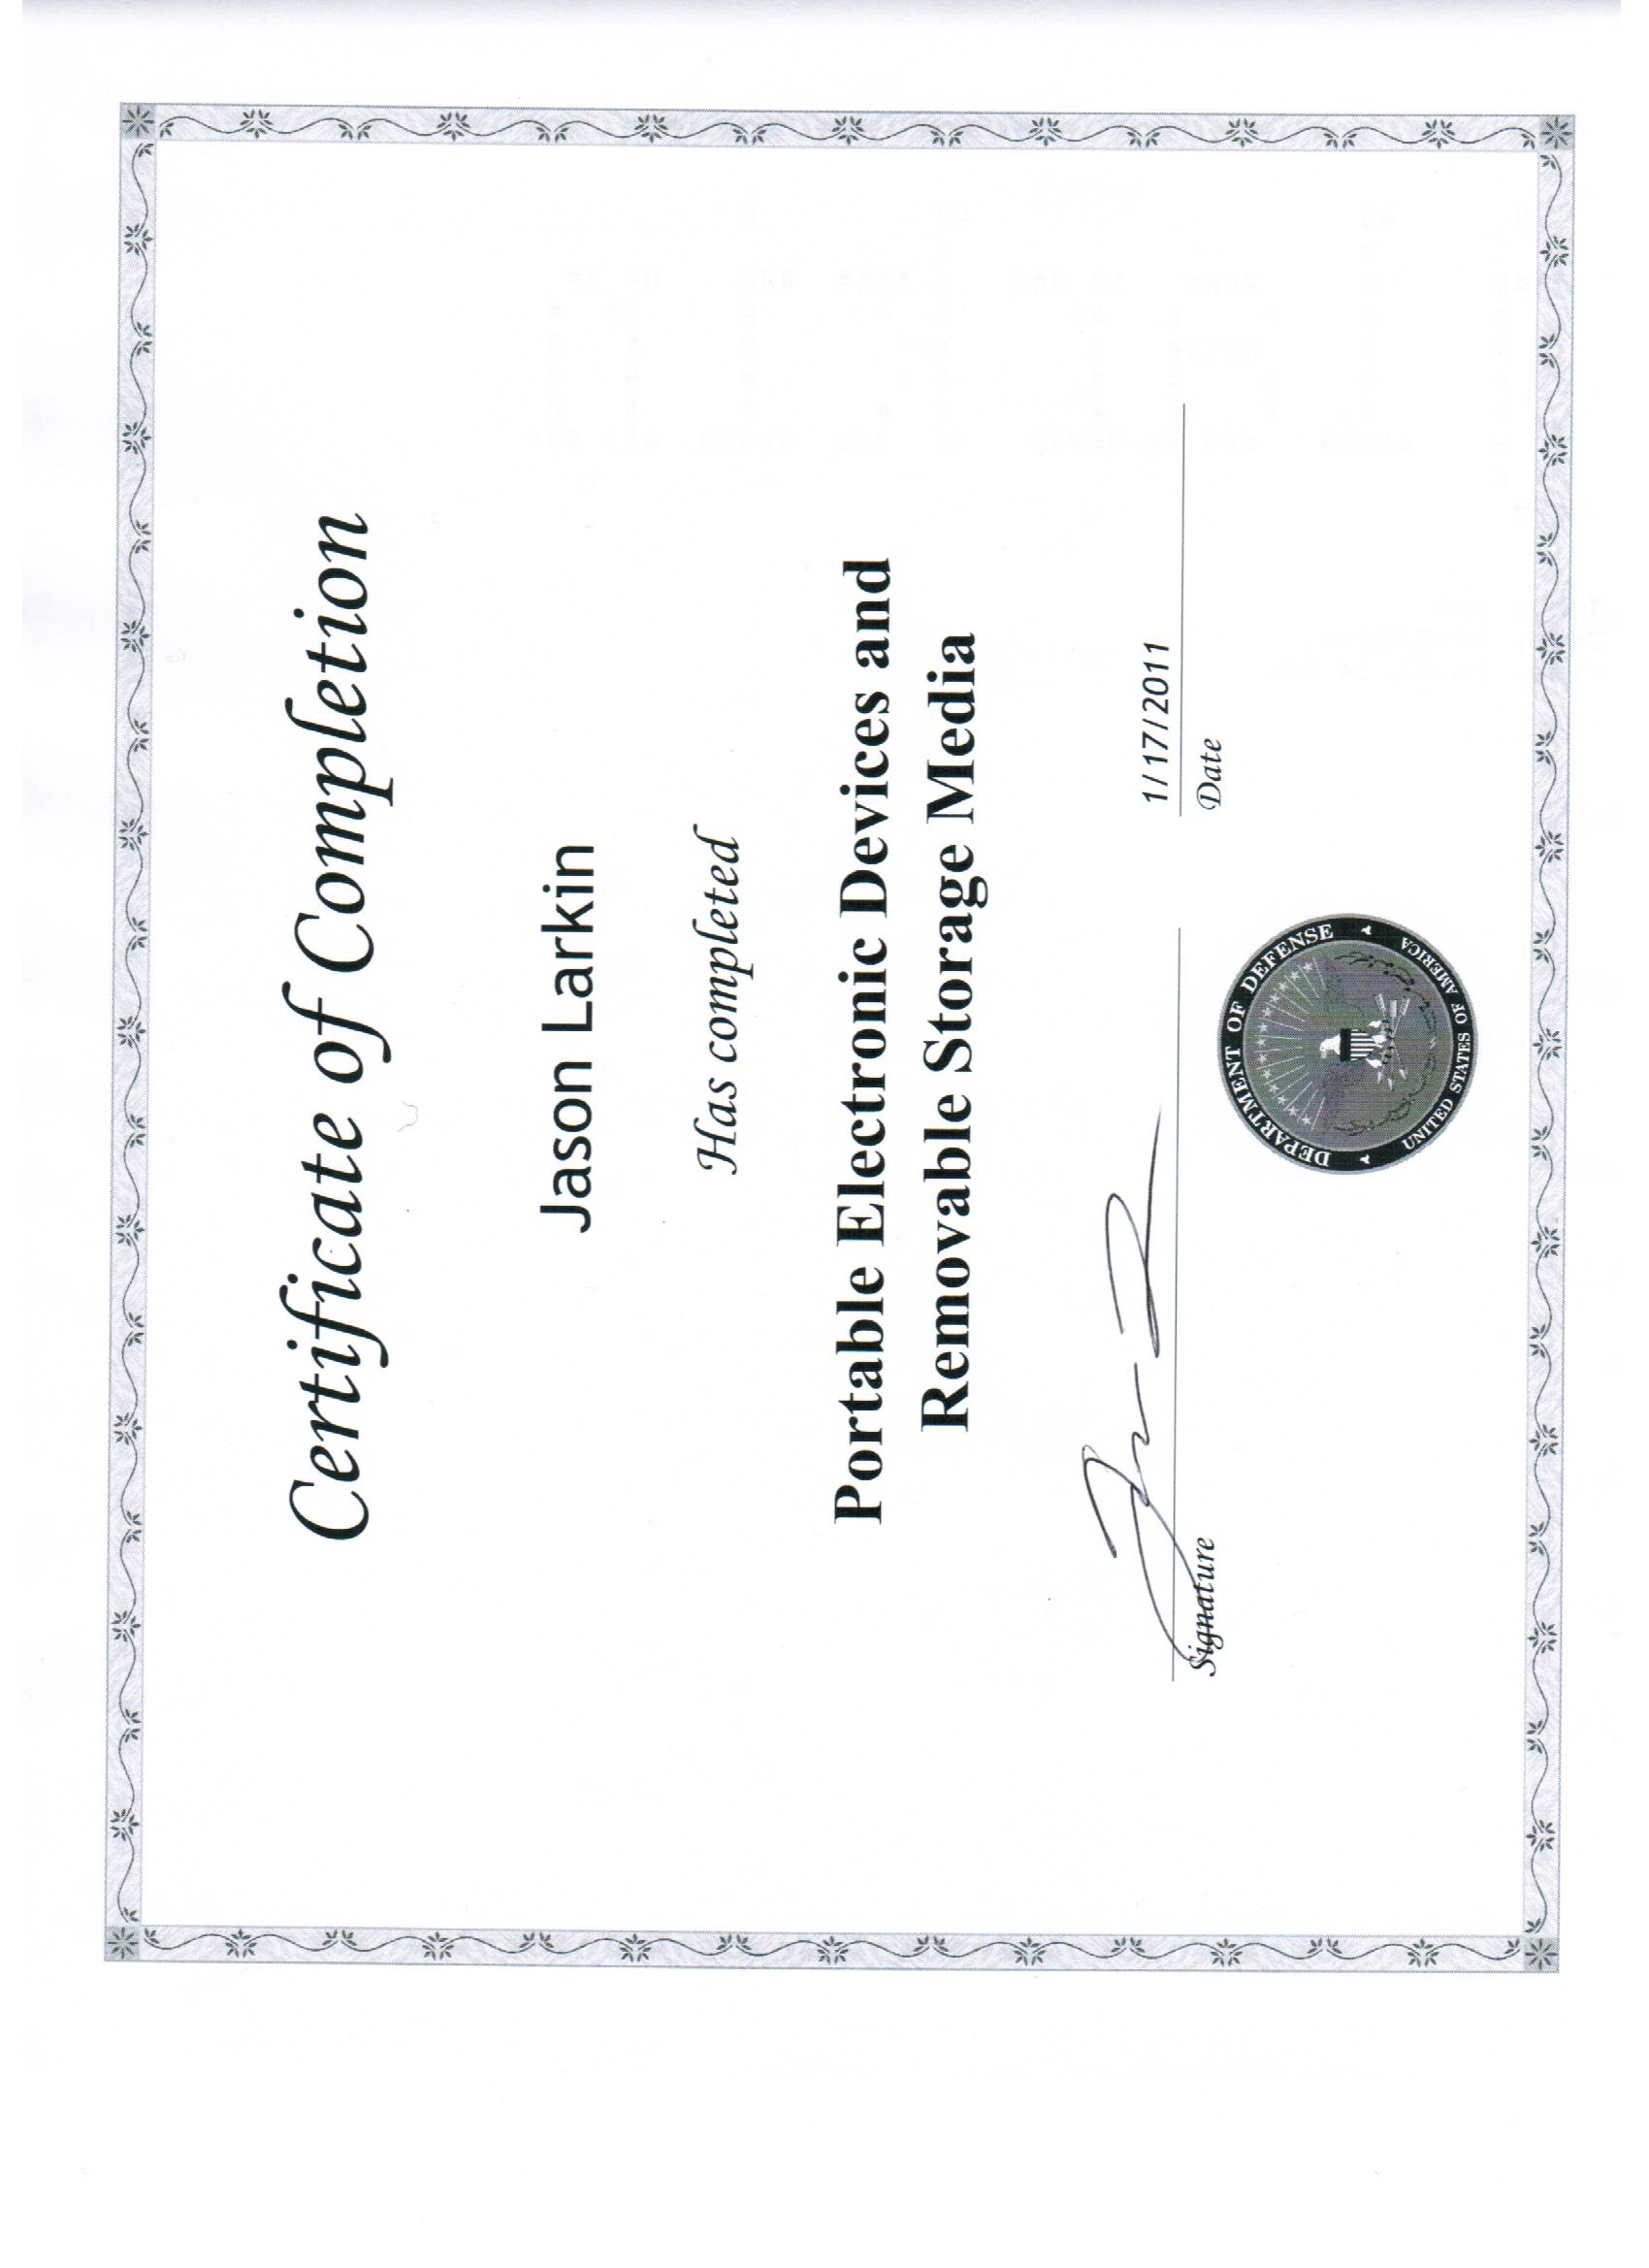 Certificate of Completion
Jason Larkin
Has completed
Portable Electronic Devices and
Removable Storage Media
1/17/2011
Signature
Date
DEPARTMENT OF DEFENSE
UNITED STATES OF AMERICA